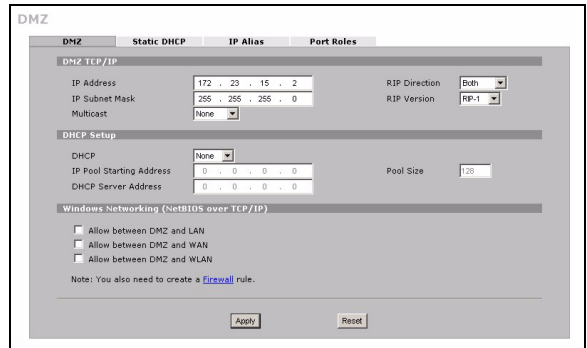 DMZ
DMZ Static DHCP IP Alias Port Roles
DMZ TCP/IP
IP Address 172 . 23 . 15 . 2 RIP Direction Both
IP Subnet Mask 255 . 255 . 255 . 0 RIP Version RIP-1
Multicast None
DHCP Setup
DHCP None
IP Pool Starting Address 0 . 0 . 0 . 0 Pool Size 128
DHCP Server Address 0 . 0 . 0 . 0
Windows Networking (NetBIOS over TCP/IP)
Allow between DMZ and LAN
Allow between DMZ and WAN
Allow between DMZ and WLAN
Note: You also need to create a Firewall rule.
Apply Reset